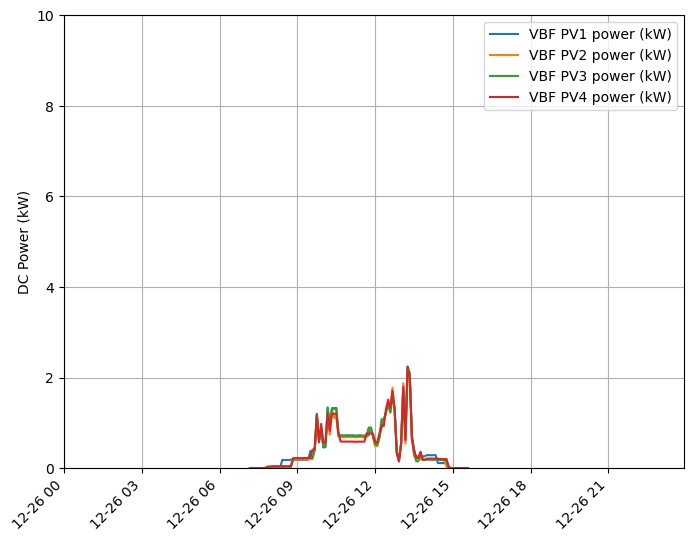 10
8
6
4
2
0
DC Power (kW)
VBF PV1 power (kW)
VBF PV2 power (kW)
VBF PV3 power (kW)
VBF PV4 power (kW)
12-26 00
12-26 03
12-26 06
12-26 09
12-26 12
12-26 15
12-26 18
12-26 21